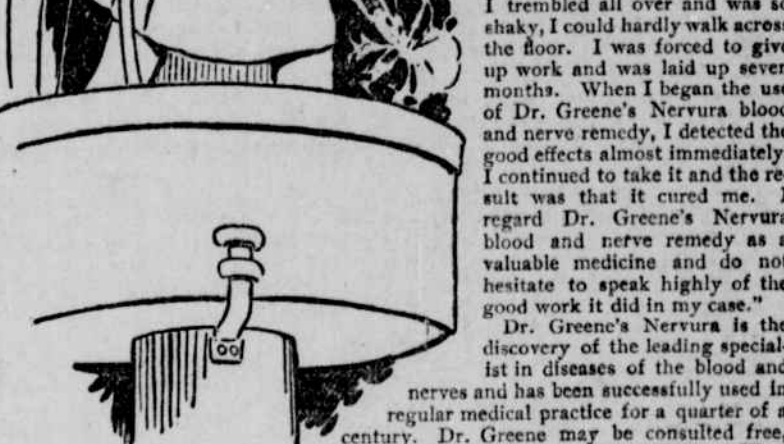 I trembled all over and was so
shaky, I could hardly walk across
the floor. I was forced to give
up work and was laid up seven
months. When I began the use
of Dr. Greene's Nervura blood
and nerve remedy, I detected the
good effects almost immediately.
I continued to take it and the re-
sult was that it cured me. I
regard Dr. Greene's Nervura
blood and nerve remedy as a
valuable medicine and do not
hesitate to speak highly of the
good work it did in my case."
Dr. Greene's Nervura is the
discovery of the leading special-
ist in diseases of the blood and
nerves and has been successfully used in
regular medical practice for a quarter of a
century. Dr. Greene may be consulted free,